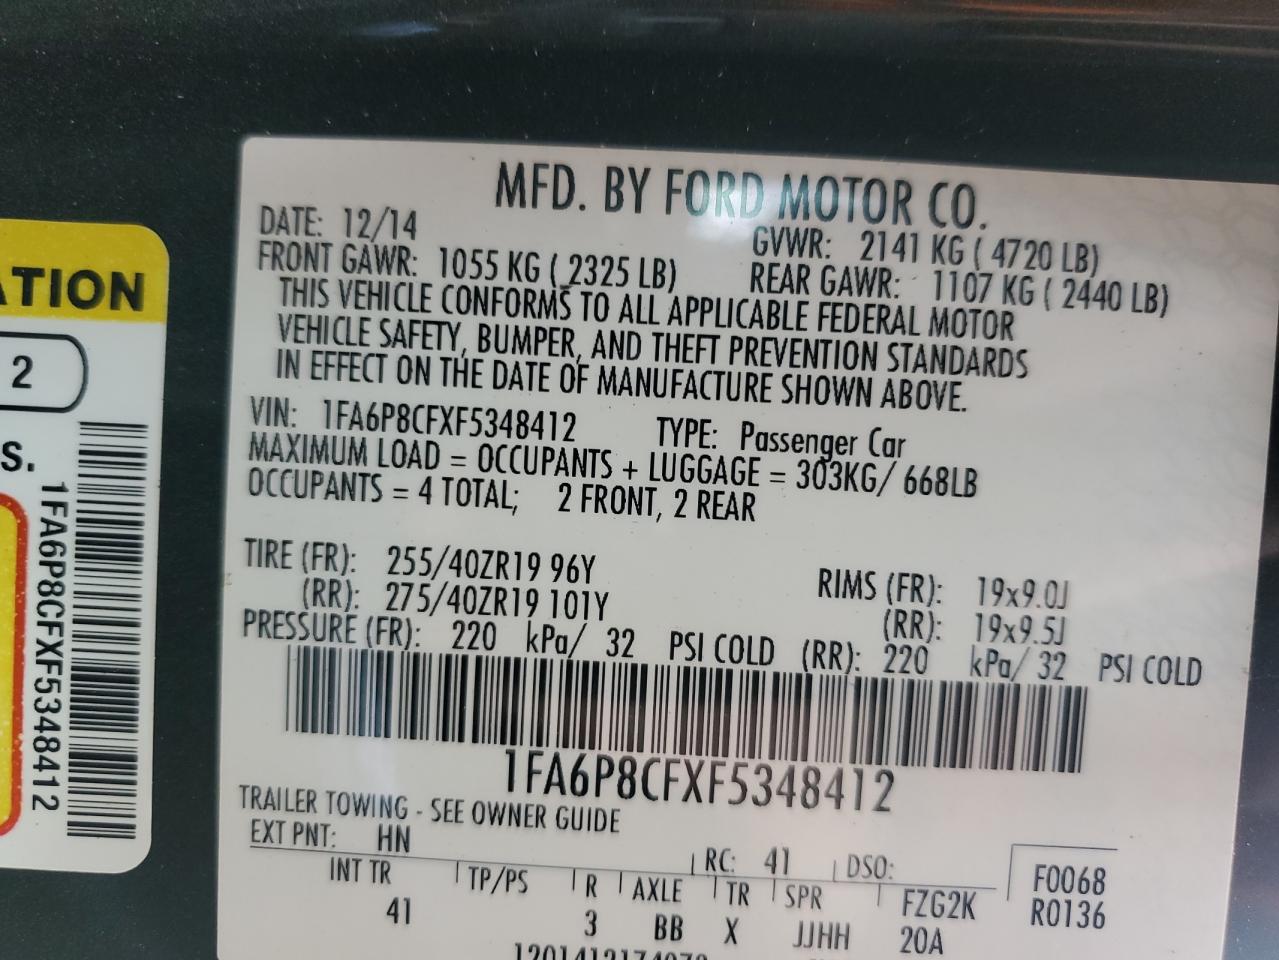 MFD. BY FORD MOTOR CO.
DATE: 12/14 GVWR: 2141 KG ( 4720 LB)
FRONT GAWR: 1055 KG ( 2325 LB) REAR GAWR: 1107 KG ( 2440 LB)
THIS VEHICLE CONFORMS TO ALL APPLICABLE FEDERAL MOTOR
VEHICLE SAFETY, BUMPER, AND THEFT PREVENTION STANDARDS
IN EFFECT ON THE DATE OF MANUFACTURE SHOWN ABOVE.
VIN: 1FA6P8CFXF5348412 TYPE: Passenger Car
MAXIMUM LOAD = OCCUPANTS + LUGGAGE = 303KG/ 668LB
OCCUPANTS = 4 TOTAL; 2 FRONT, 2 REAR
TIRE (FR): 255/40ZR19 96Y RIMS (FR): 19x9.0J
(RR): 275/40ZR19 101Y (RR): 19x9.5J
PRESSURE (FR): 220 kPa/ 32 PSI COLD (RR): 220 kPa/ 32 PSI COLD
1FA6P8CFXF5348412
TRAILER TOWING - SEE OWNER GUIDE
EXT PNT: HN RC: 41 DSO:
INT TR TP/PS R AXLE TR SPR FZG2K F0068
41 3 BB X JJHH 20A R0136
ATION
2
S.
1FA6P8CFXF5348412